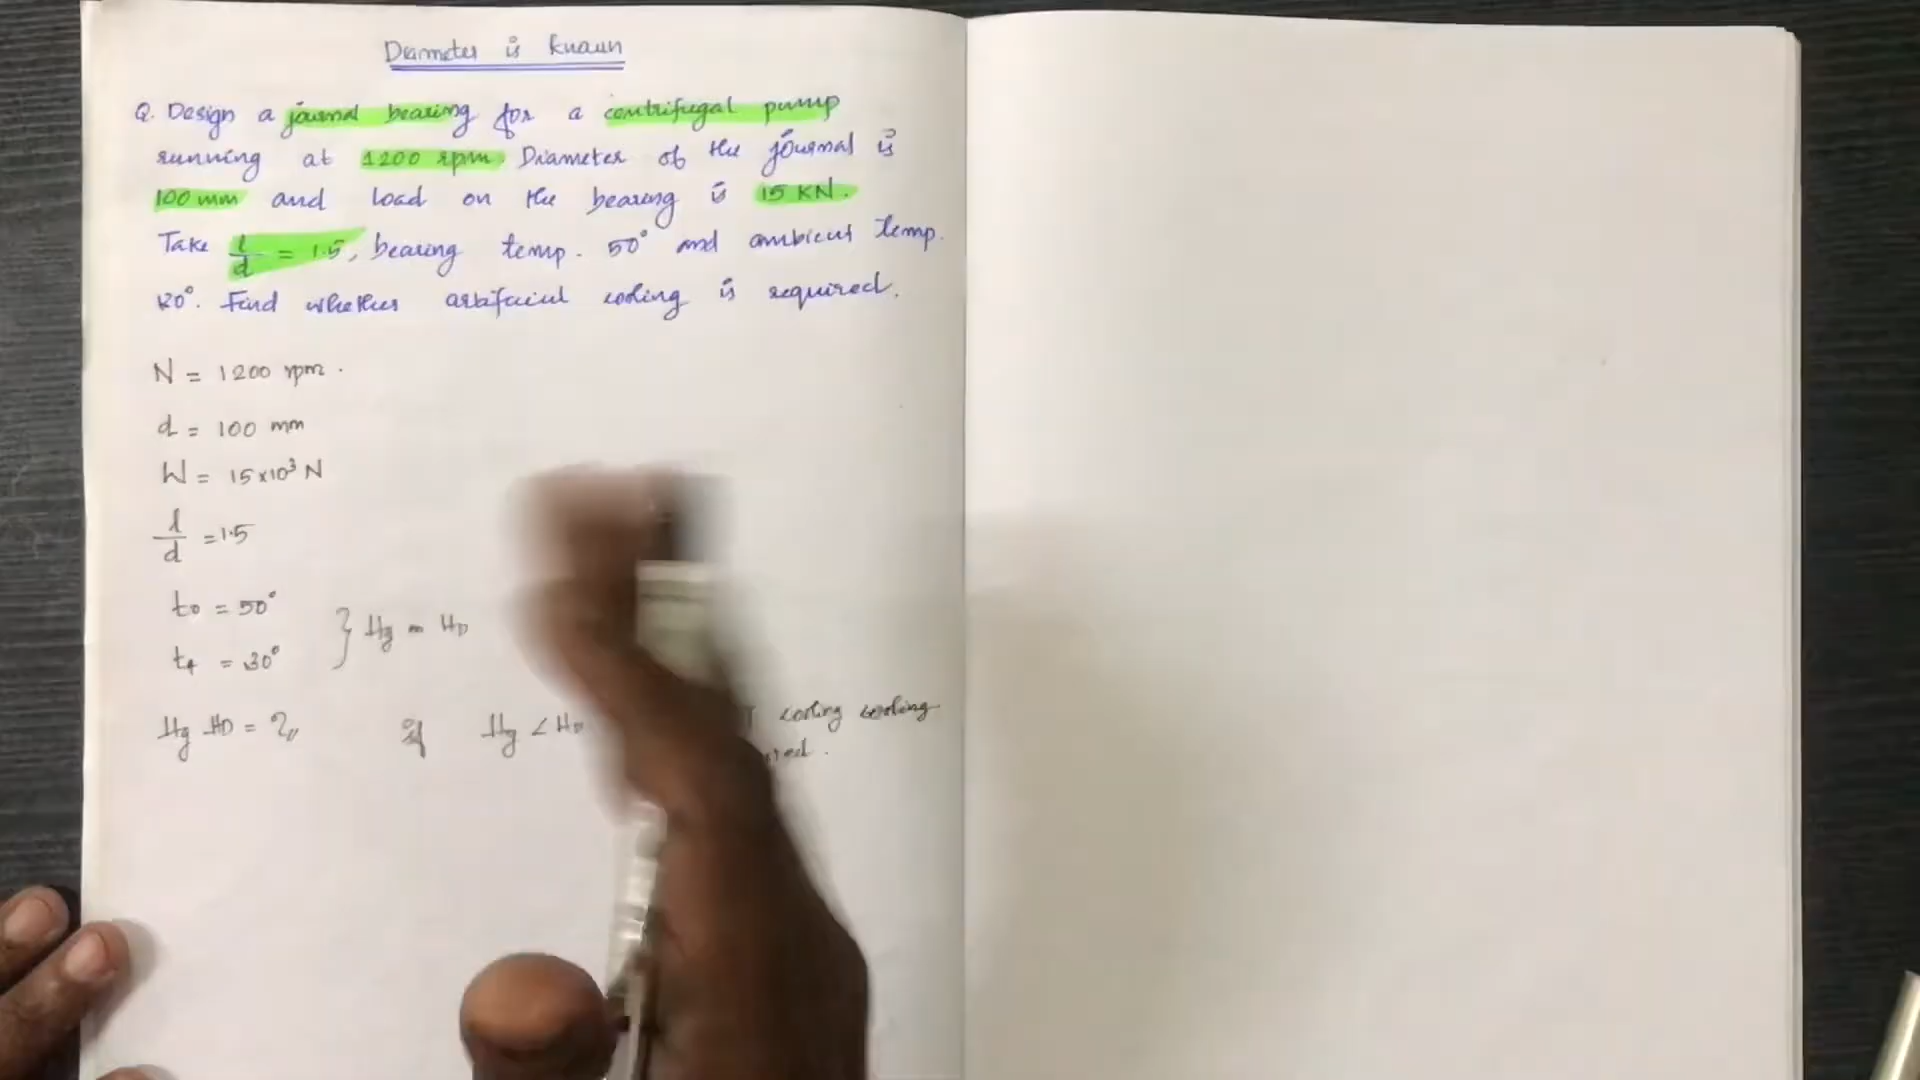 Diameter is known
Q. Design a journal bearing for a centrifugal pump
running at 1200 rpm. Diameter of the journal is
100 mm and load on the bearing is 15 KN.
Take l/d = 1.5, bearing temp. 50° and ambient temp.
30°. Find whether artificial cooling is required.
N = 1200 rpm.
d = 100 mm
W = 15×10³ N
l/d = 1.5
to = 50°
} Hg = HD
= 30°
Hg HD = ?
if Hg < HD cooling cooling